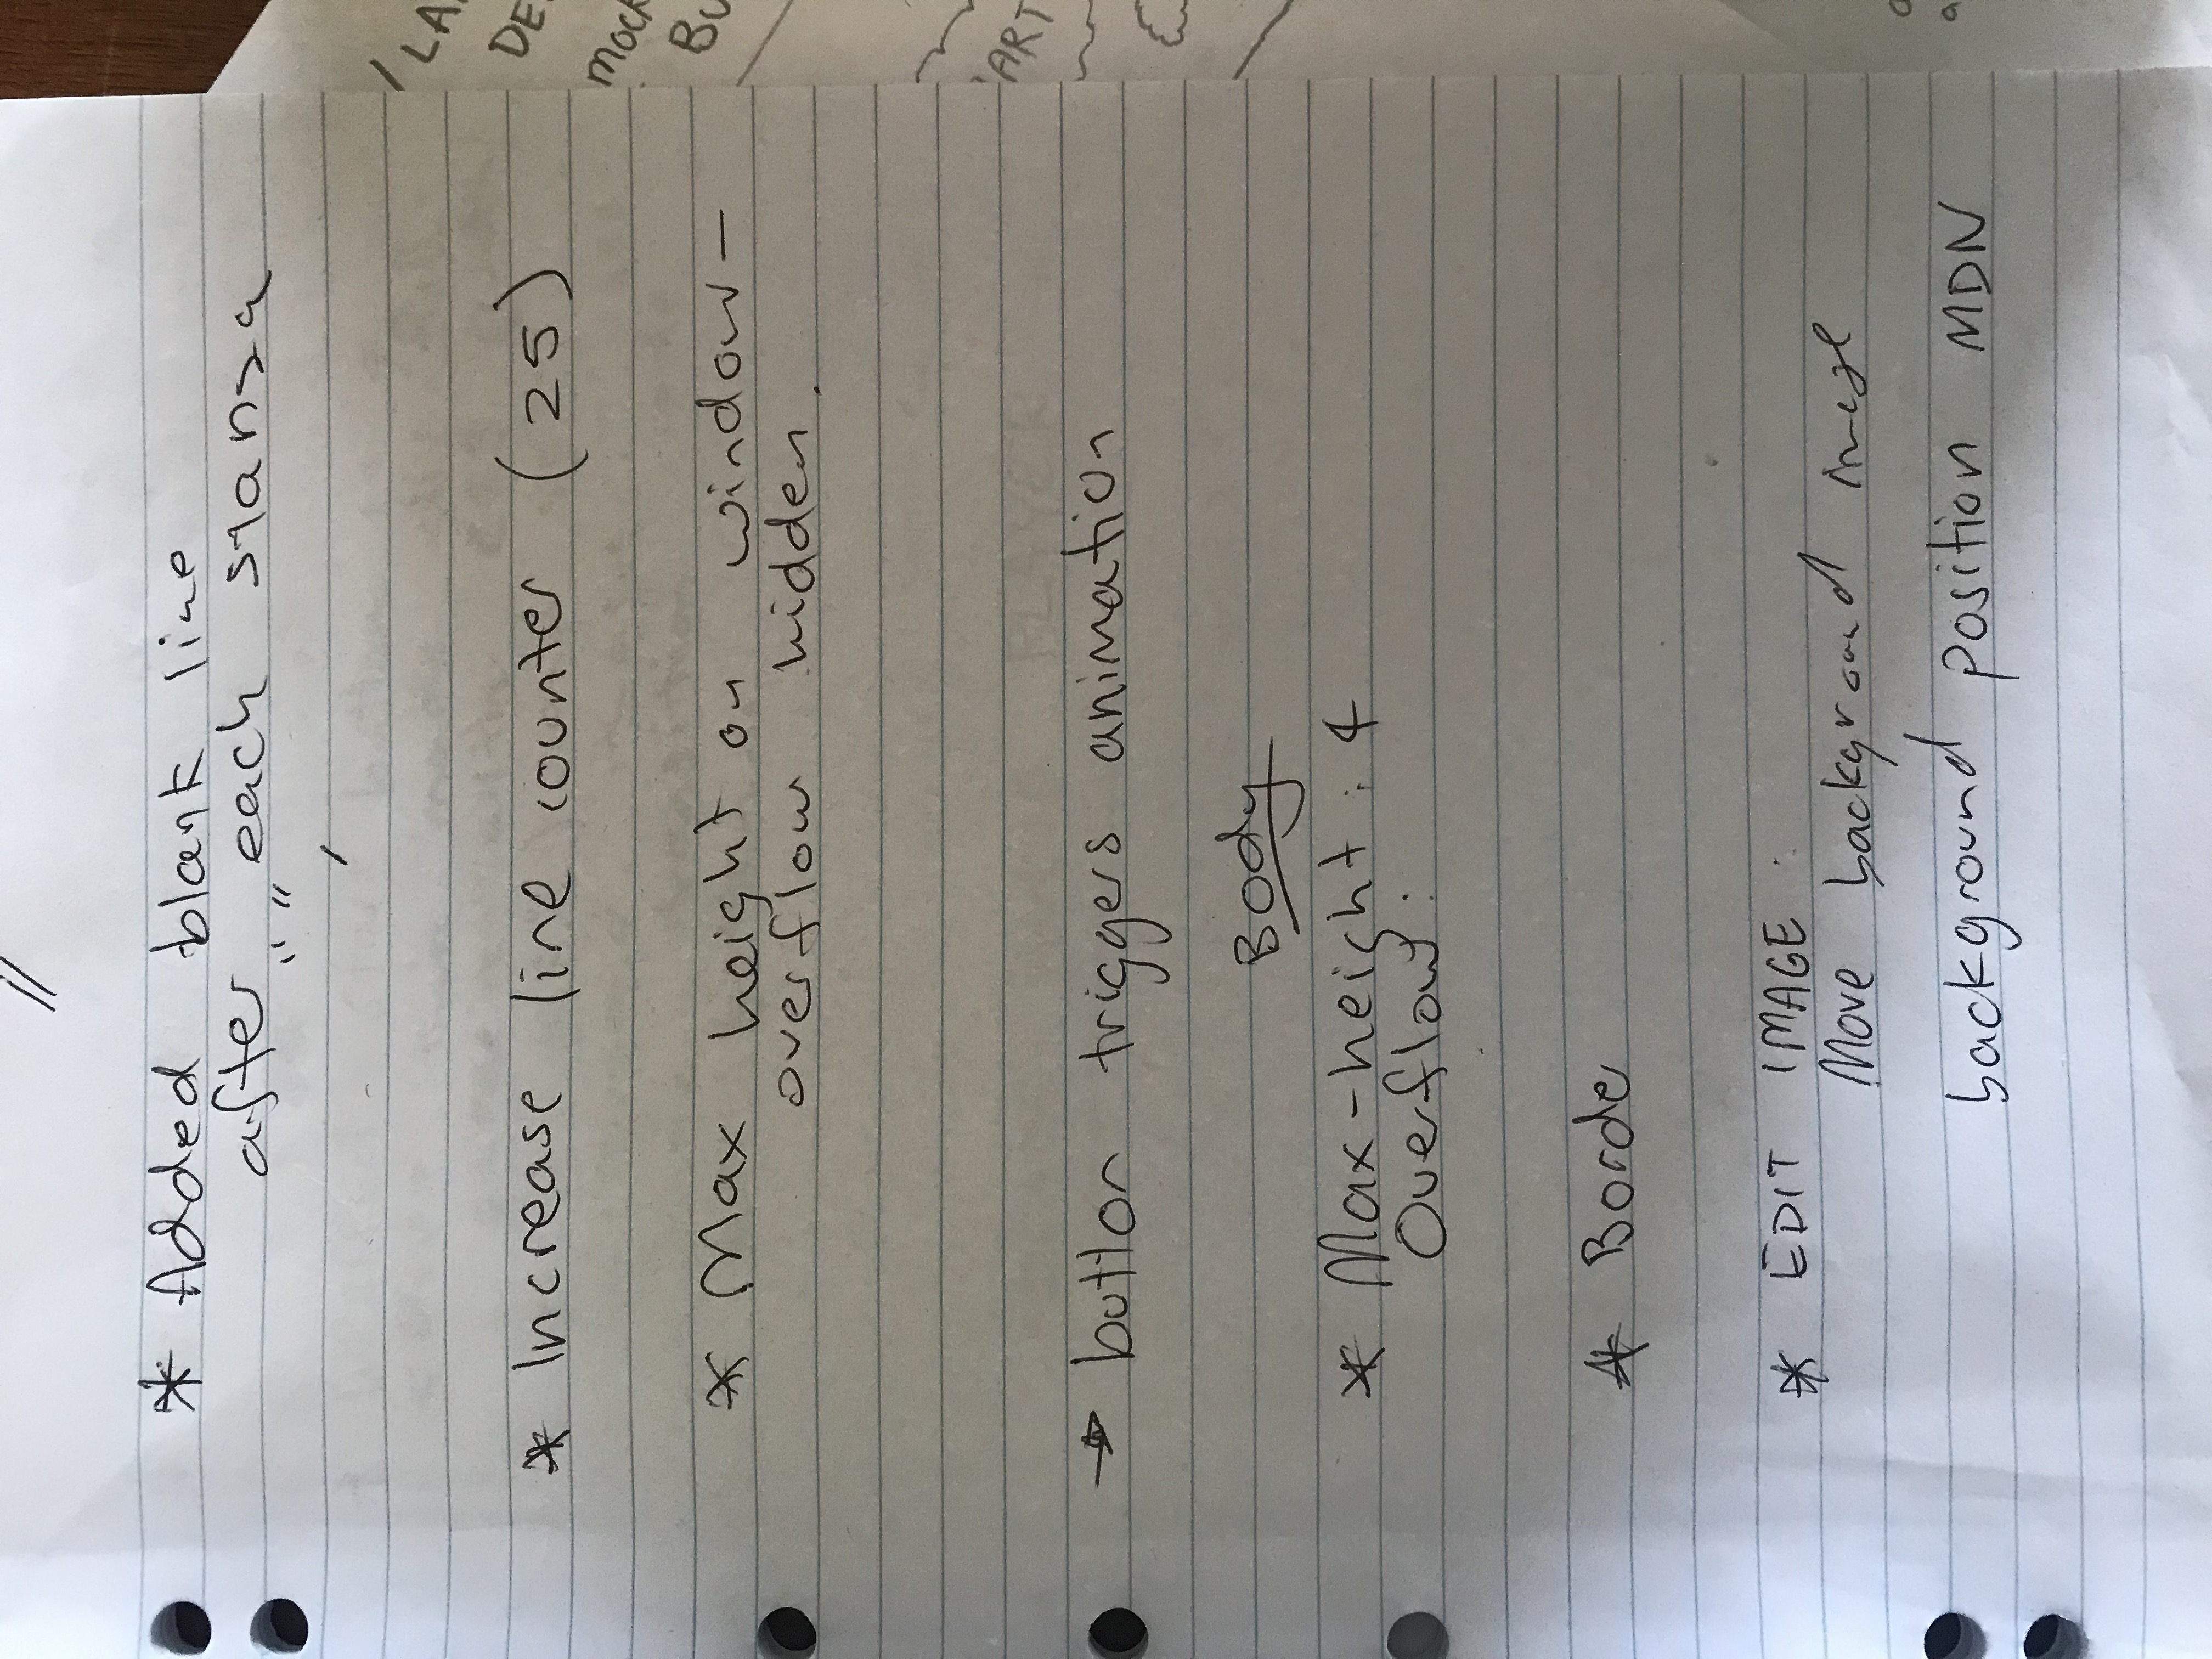 //
* Added blank line
after each stanza
" "
,
* Increase line counter (25)
* Max height on window -
overflow hidden.
→ button triggers animation
Body
* Max-height : 4
Overflow :
* Borde
* EDIT IMAGE
Move background image
background position MDN
LA
DE
mock
Bu
ART